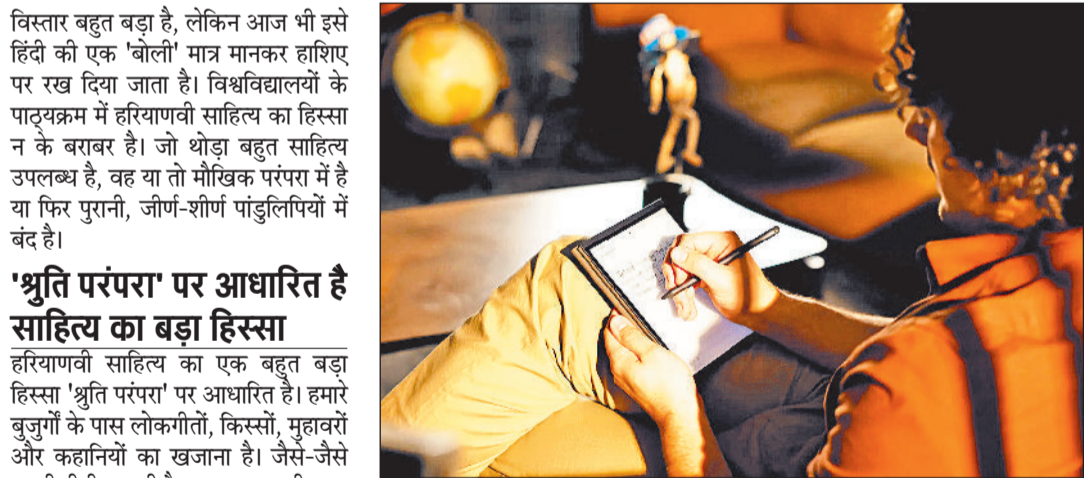 विस्तार बहुत बड़ा है, लेकिन आज भी इसे
हिंदी की एक 'बोली' मात्र मानकर हाशिए
पर रख दिया जाता है। विश्वविद्यालयों के
पाठ्यक्रम में हरियाणवी साहित्य का हिस्सा
न के बराबर है। जो थोड़ा बहुत साहित्य
उपलब्ध है, वह या तो मौखिक परंपरा में है
या फिर पुरानी, जीर्ण-शीर्ण पांडुलिपियों में
बंद है।
'श्रुति परंपरा' पर आधारित है
साहित्य का बड़ा हिस्सा
हरियाणवी साहित्य का एक बहुत बड़ा
हिस्सा 'श्रुति परंपरा' पर आधारित है। हमारे
बुजुर्गों के पास लोकगीतों, किस्सों, मुहावरों
और कहानियों का खजाना है। जैसे-जैसे